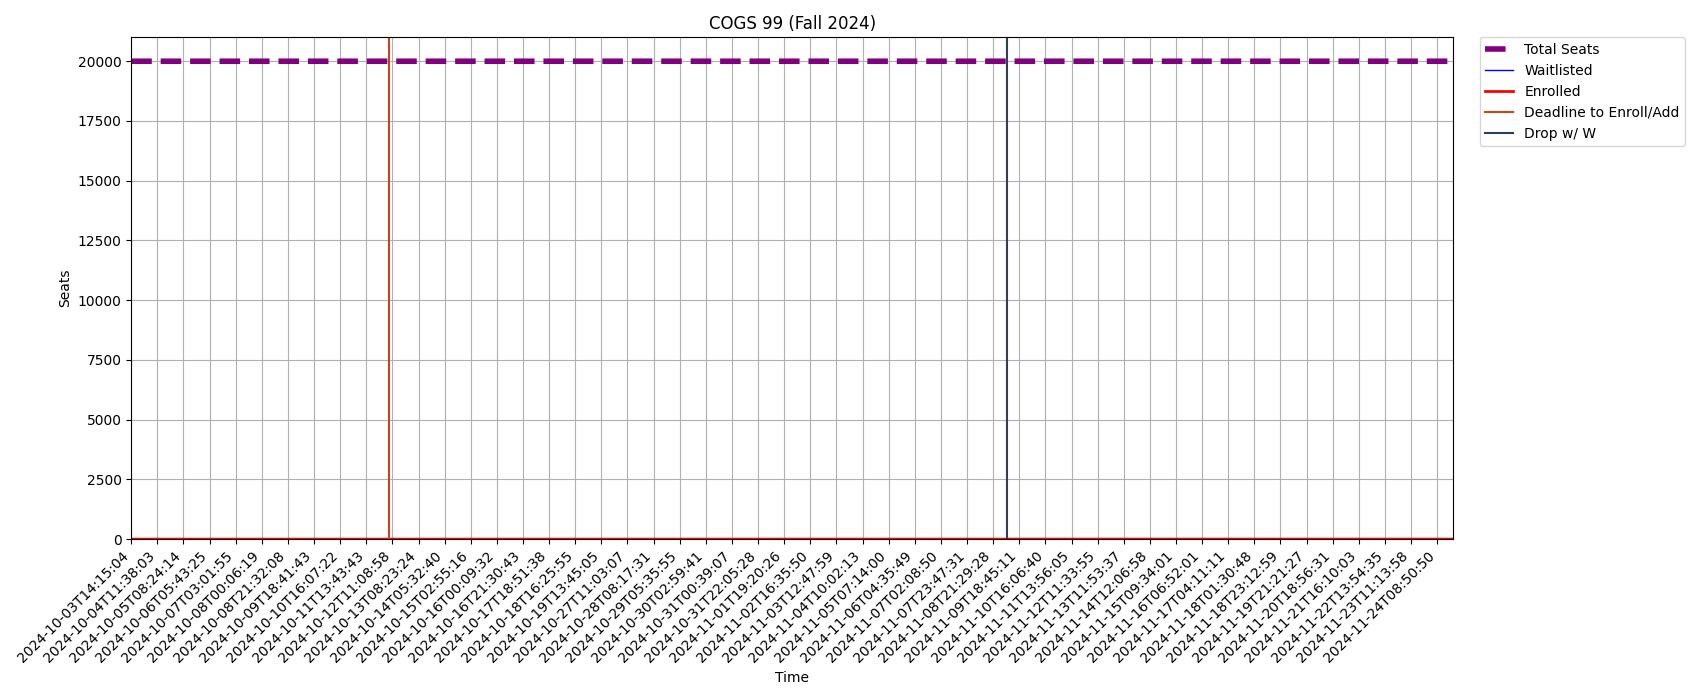 COGS 99 (Fall 2024)
Total Seats
Waitlisted
Enrolled
Deadline to Enroll/Add
Drop w/ W
Seats
20000
17500
15000
12500
10000
7500
5000
2500
0
2024-10-03T14:15:04
2024-10-04T11:38:03
2024-10-05T08:24:14
2024-10-06T05:43:25
2024-10-07T03:01:55
2024-10-08T00:06:19
2024-10-08T21:32:08
2024-10-09T18:41:43
2024-10-10T16:07:22
2024-10-11T13:43:43
2024-10-12T11:08:58
2024-10-13T08:23:24
2024-10-14T05:32:40
2024-10-15T02:55:16
2024-10-16T00:09:32
2024-10-16T21:30:43
2024-10-17T18:51:38
2024-10-18T16:25:55
2024-10-19T13:45:05
2024-10-27T11:03:07
2024-10-28T08:17:31
2024-10-29T05:35:55
2024-10-30T02:59:41
2024-10-31T00:39:07
2024-10-31T22:05:28
2024-11-01T19:20:26
2024-11-02T16:35:50
2024-11-03T12:47:59
2024-11-04T10:02:13
2024-11-05T07:14:00
2024-11-06T04:35:49
2024-11-07T02:08:50
2024-11-07T23:47:31
2024-11-08T21:29:28
2024-11-09T18:45:11
2024-11-10T16:06:40
2024-11-11T13:56:05
2024-11-12T11:33:55
2024-11-13T11:53:37
2024-11-14T12:06:58
2024-11-15T09:34:01
2024-11-16T06:52:01
2024-11-17T04:11:11
2024-11-18T01:30:48
2024-11-18T23:12:59
2024-11-19T21:21:27
2024-11-20T18:56:31
2024-11-21T16:10:03
2024-11-22T13:54:35
2024-11-23T11:13:58
2024-11-24T08:50:50
Time